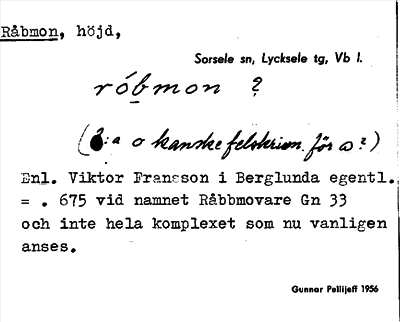 Råbmon, höjd,
Sorsele sn, Lycksele tg, Vb l.
róbmon ?
(2:a o kanske felskrivn. för ω?)
Enl. Viktor Fransson i Berglunda egentl.
= . 675 vid namnet Råbbmovare Gn 33
och inte hela komplexet som nu vanligen
anses.
Gunnar Pellijeff 1956